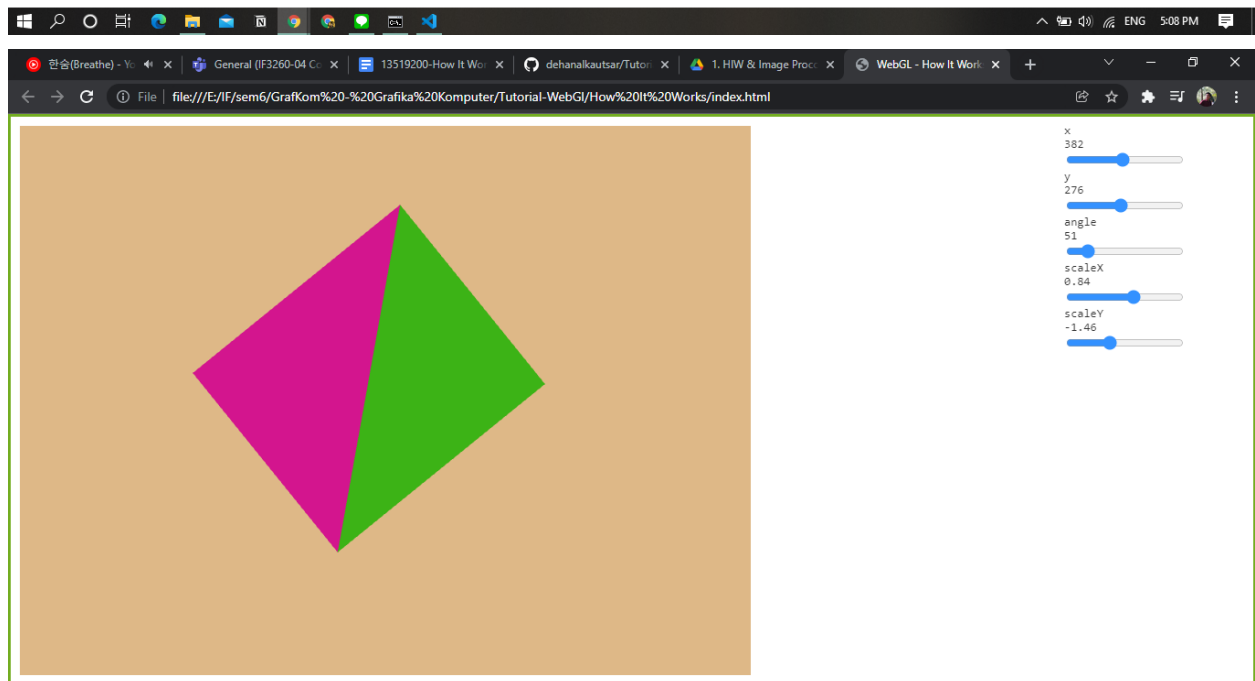 ENG 5:08 PM
한숨(Breathe) - Yo
General (IF3260-04 Co
13519200-How It Wor
dehanalkautsar/Tutori
1. HIW & Image Proce
WebGL - How It Work
File file:///E:/IF/sem6/GrafKom%20-%20Grafika%20Komputer/Tutorial-WebGl/How%20It%20Works/index.html
x
382
y
276
angle
51
scaleX
0.84
scaleY
-1.46